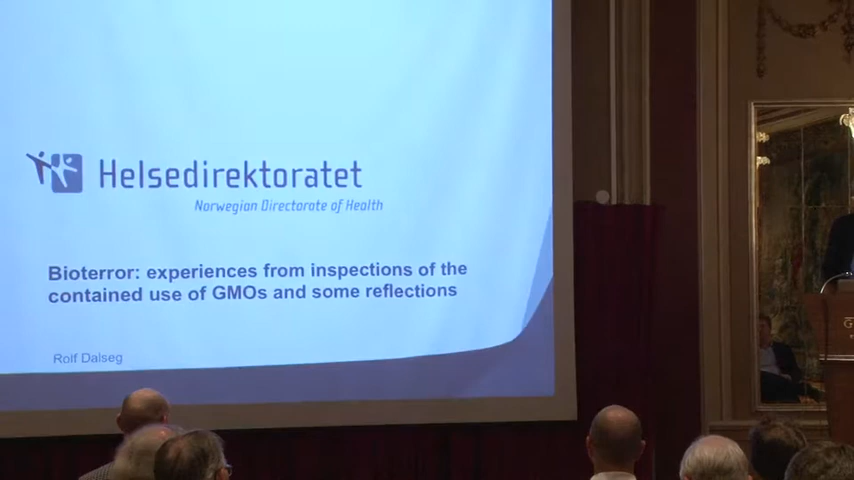 Helsedirektoratet
Norwegian Directorate of Health
Bioterror: experiences from inspections of the
contained use of GMOs and some reflections
Rolf Dalseg